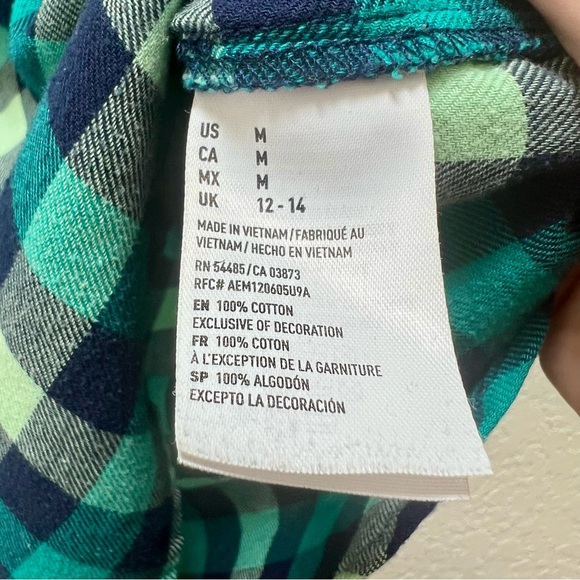 US M
CA M
MX M
UK 12 - 14
MADE IN VIETNAM / FABRIQUÉ AU
VIETNAM / HECHO EN VIETNAM
RN 54485 / CA 03873
RFC# AEM120605U9A
EN 100% COTTON
EXCLUSIVE OF DECORATION
FR 100% COTON
À L'EXCEPTION DE LA GARNITURE
SP 100% ALGODÓN
EXCEPTO LA DECORACIÓN